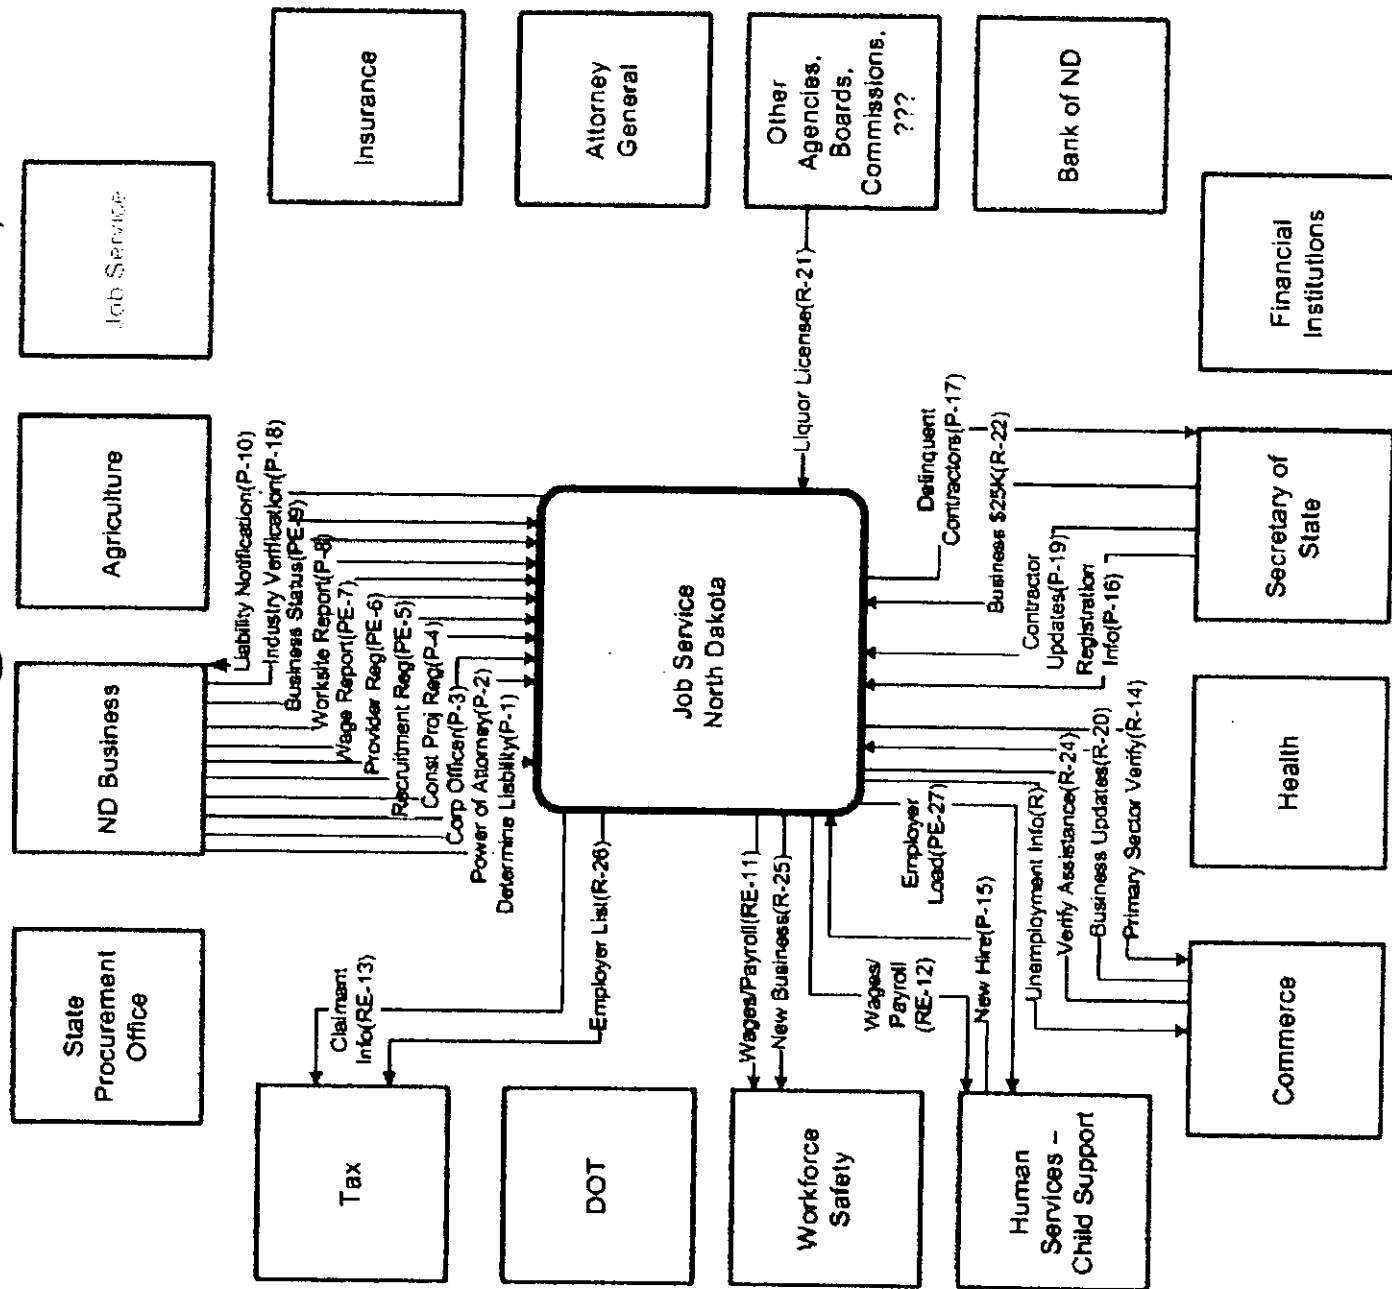 State
Procurement
Office
ND Business
Agriculture
Job Service
Tax
DOT
Workforce
Safety
Human
Services –
Child Support
Commerce
Health
Secretary of
State
Financial
Institutions
Bank of ND
Other
Agencies,
Boards,
Commissions,
???
Attorney
General
Insurance
Job Service
North Dakota
Liability Notification(P-10)
Industry Verification(P-18)
Business Status(PE-9)
Worksite Report(P-8)
Wage Report(PE-7)
Provider Reg(PE-6)
Recruitment Reg(PE-5)
Const Proj Reg(P-4)
Corp Officer(P-3)
Power of Attorney(P-2)
Determine Liability(P-1)
Claimant
Info(RE-13)
Employer List(R-26)
Wages/Payroll(RE-11)
New Business(R-25)
Wages/
Payroll
(RE-12)
New Hire(P-15)
Employer
Load(PE-27)
Unemployment Info(R)
Verify Assistance(R-24)
Business Updates(R-20)
Primary Sector Verify(R-14)
Registration
Info(P-16)
Contractor
Updates(P-19)
Business $25K(R-22)
Delinquent
Contractors(P-17)
Liquor License(R-21)